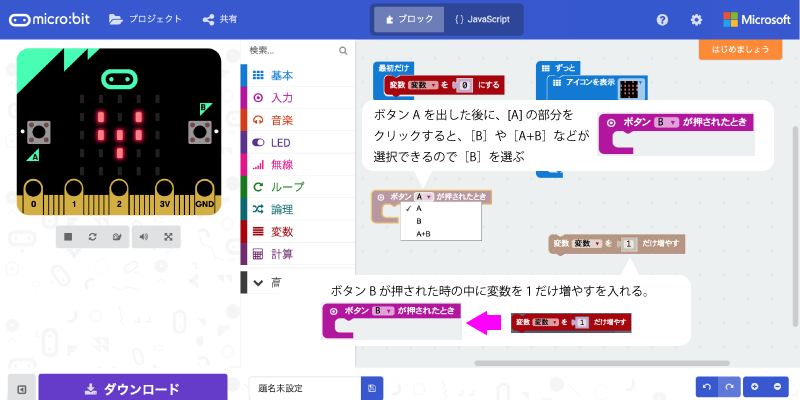 micro:bit
プロジェクト
共有
ブロック
{ } JavaScript
Microsoft
はじめましょう
検索...
基本
入力
音楽
LED
無線
ループ
論理
変数
計算
高
A
B
0 1 2 3V GND
最初だけ
変数 変数 を 0 にする
ずっと
アイコンを表示
ボタン A を出した後に、[A] の部分を
クリックすると、[B] や [A+B] などが
選択できるので [B] を選ぶ
ボタン B が押されたとき
ボタン A が押されたとき
✓ A
B
A+B
変数 変数 を 1 だけ増やす
ボタン B が押された時の中に変数を 1 だけ増やすを入れる。
ボタン B が押されたとき
変数 変数 を 1 だけ増やす
ダウンロード
題名未設定